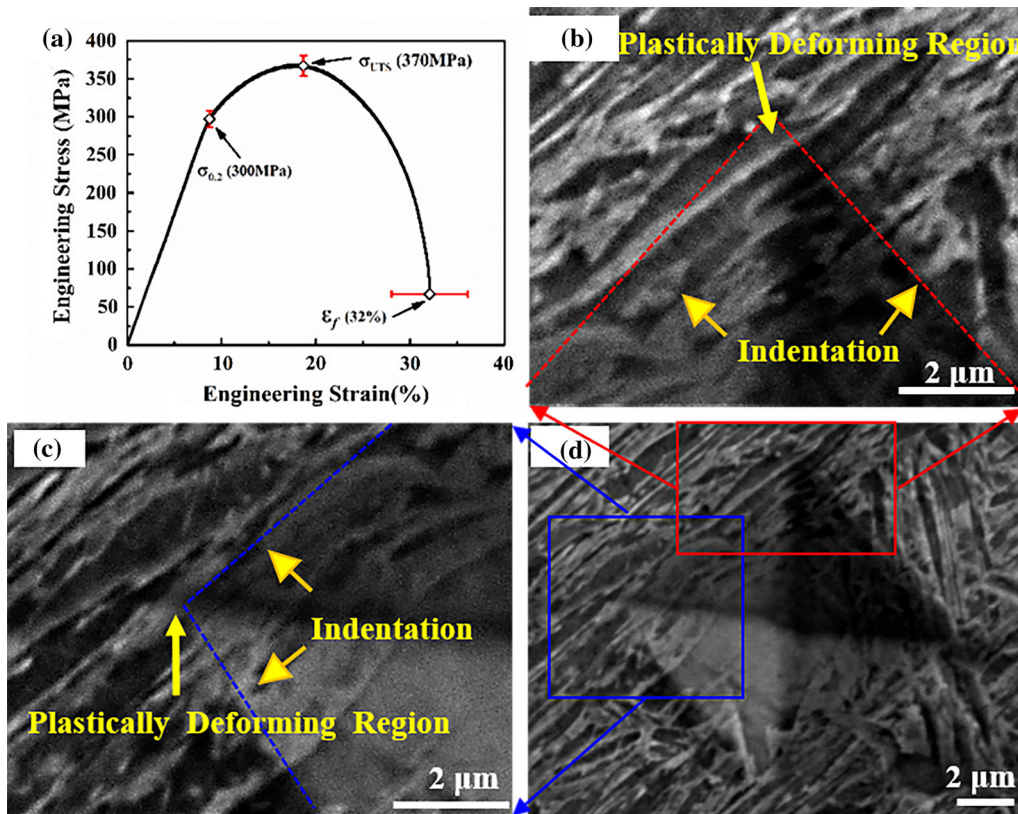 (a)
400
350
300
250
200
150
100
50
0
Engineering Stress (MPa)
σUTS (370MPa)
σ0.2 (300MPa)
εf (32%)
0 10 20 30 40
Engineering Strain(%)
(b)
Plastically Deforming Region
Indentation
2 μm
(c)
Indentation
Plastically Deforming Region
2 μm
(d)
2 μm